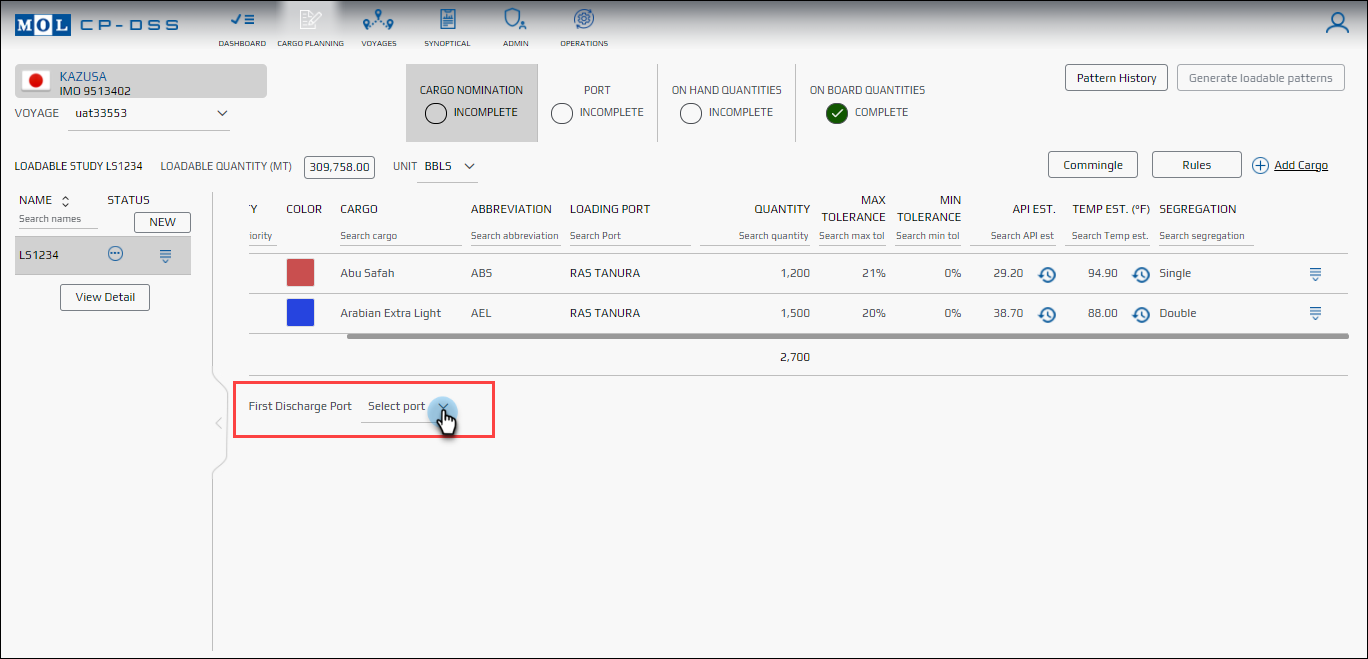 MOL CP-DSS
DASHBOARD CARGO PLANNING VOYAGES SYNOPTICAL ADMIN OPERATIONS
KAZUSA
IMO 9513402
VOYAGE uat33553
CARGO NOMINATION
INCOMPLETE
PORT
INCOMPLETE
ON HAND QUANTITIES
INCOMPLETE
ON BOARD QUANTITIES
COMPLETE
Pattern History Generate loadable patterns
LOADABLE STUDY LS1234 LOADABLE QUANTITY (MT) 309,758.00 UNIT BBLS Commingle Rules Add Cargo
NAME STATUS
Search names NEW
LS1234
View Detail
Y COLOR CARGO ABBREVIATION LOADING PORT QUANTITY MAX TOLERANCE MIN TOLERANCE API EST. TEMP EST. (ºF) SEGREGATION
iority Search cargo Search abbreviation Search Port Search quantity Search max tol Search min tol Search API est Search Temp est. Search segregation
Abu Safah ABS RAS TANURA 1,200 21% 0% 29.20 94.90 Single
Arabian Extra Light AEL RAS TANURA 1,500 20% 0% 38.70 88.00 Double
2,700
First Discharge Port Select port